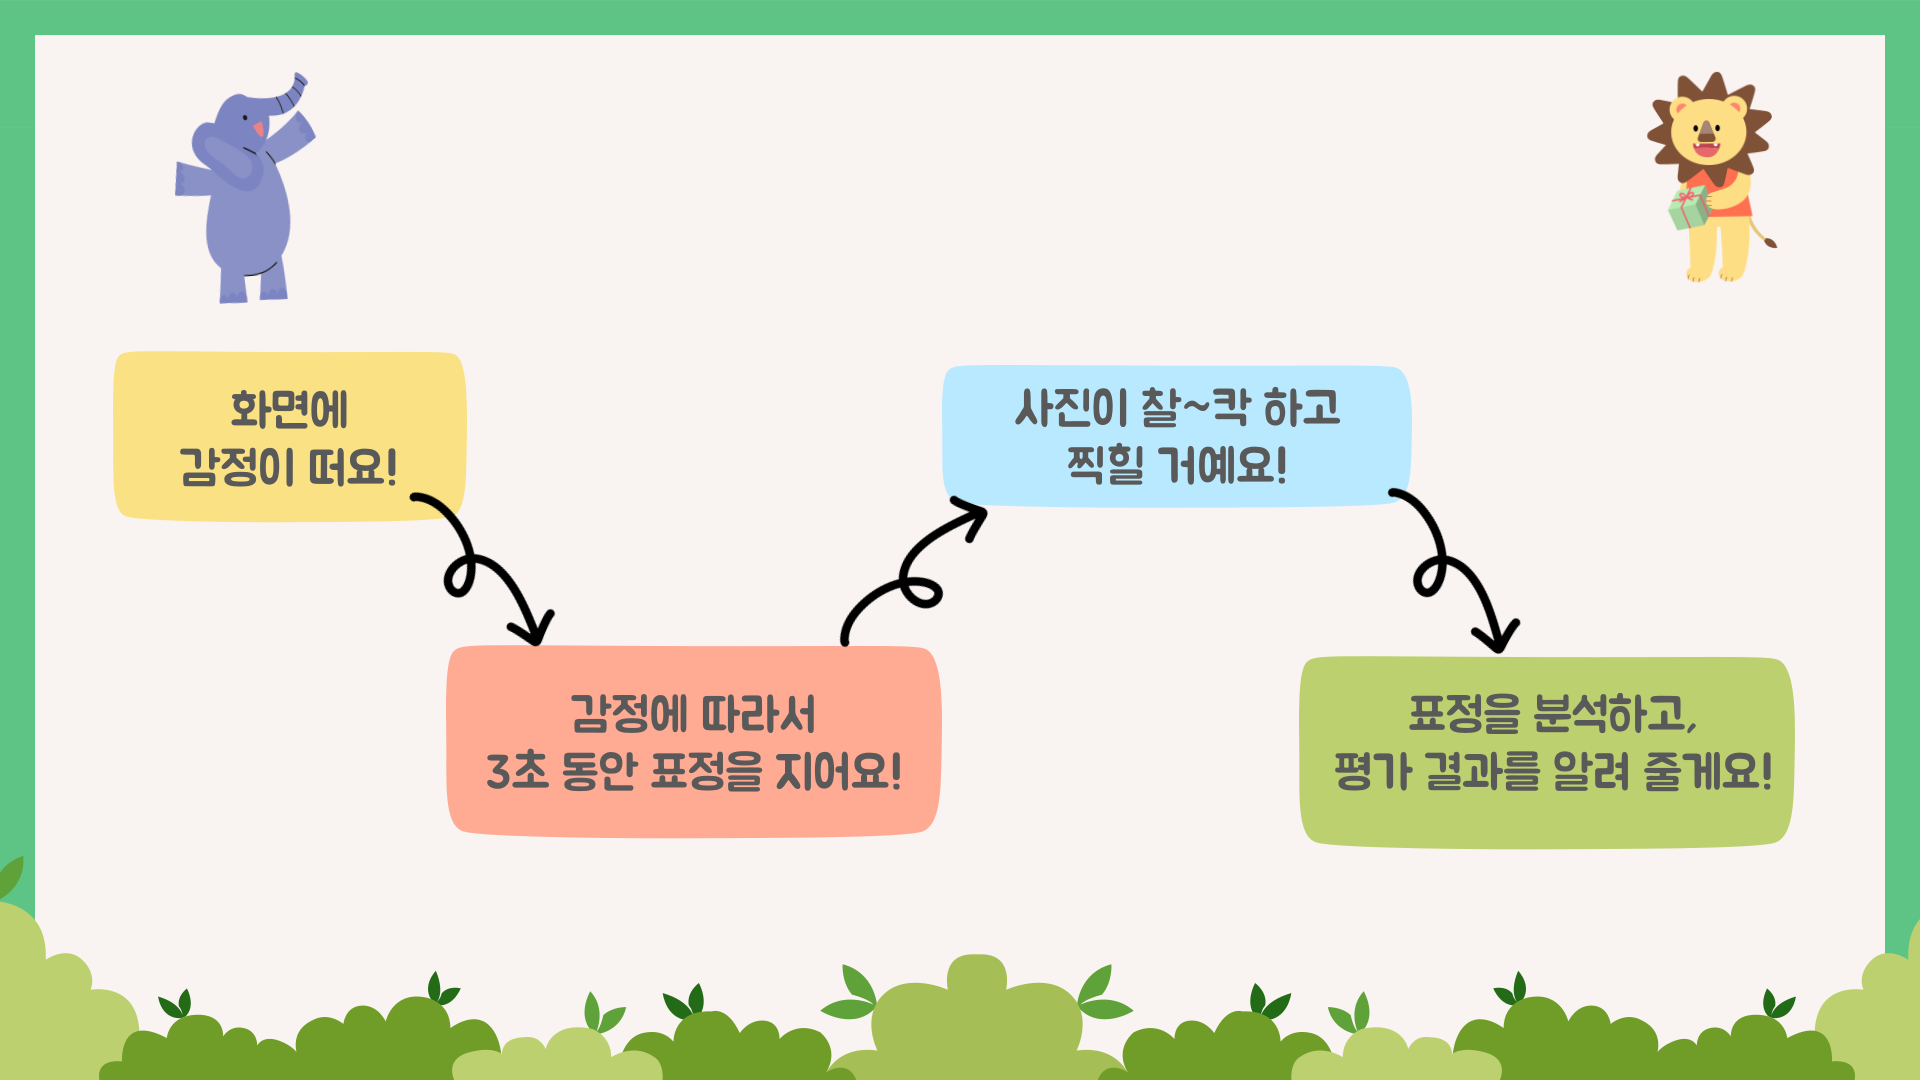 화면에
감정이 떠요!
감정에 따라서
3초 동안 표정을 지어요!
사진이 찰~칵 하고
찍힐 거예요!
표정을 분석하고,
평가 결과를 알려 줄게요!